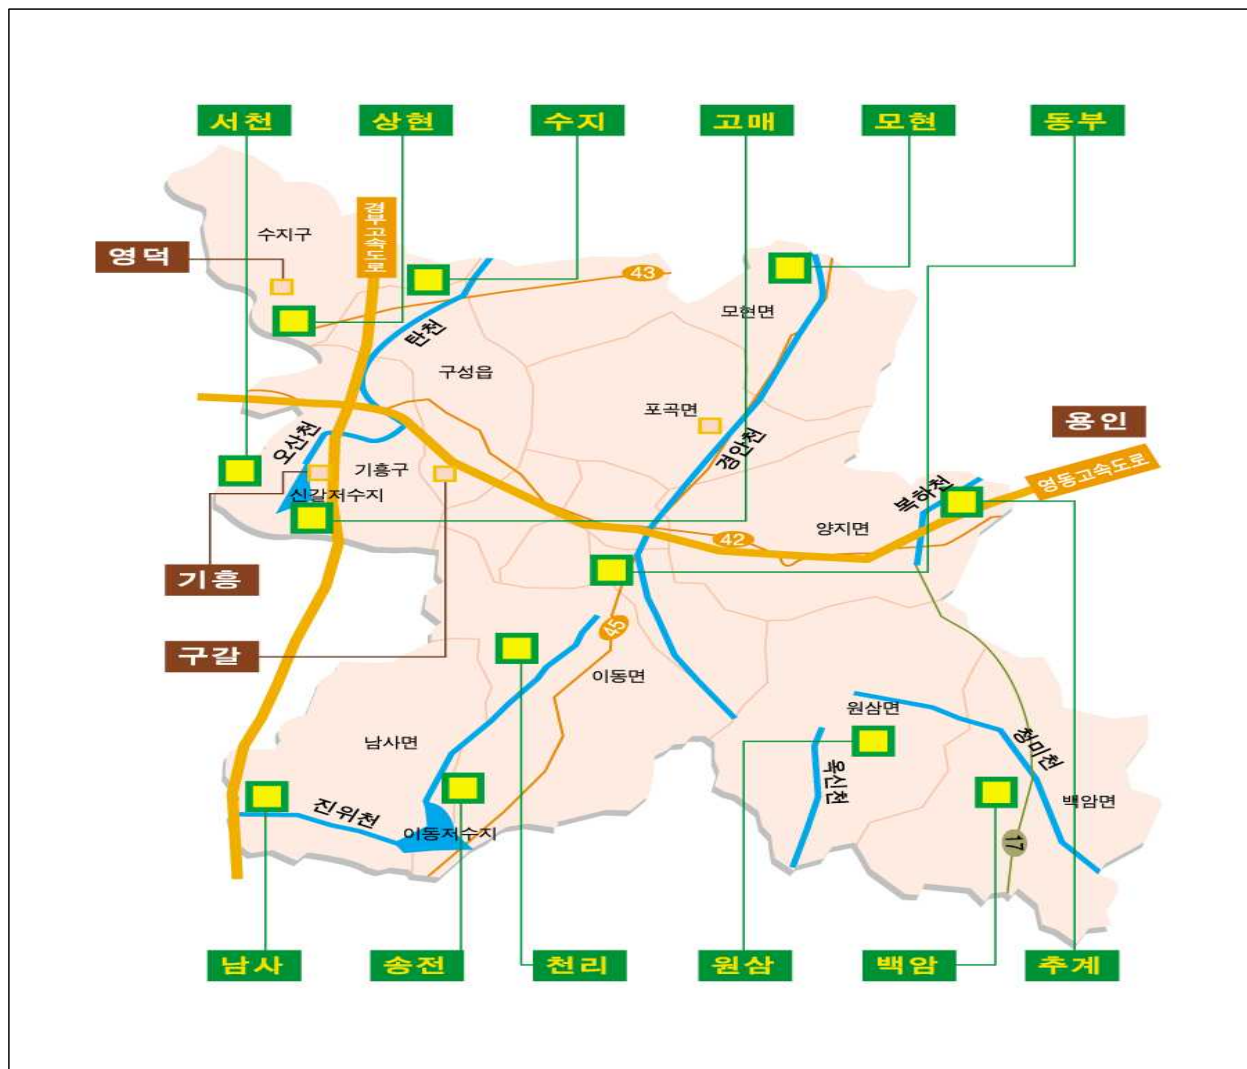 서천
상현
수지
고매
모현
동부
경부고속도로
수지구
영덕
43
모현면
탄천
구성읍
포곡면
용인
오산천
경안천
기흥구
영동고속도로
신갈저수지
복하천
양지면
42
기흥
45
구갈
이동면
원삼면
남사면
청미천
옥신천
진위천
백암면
이동저수지
17
남사
송전
천리
원삼
백암
추계